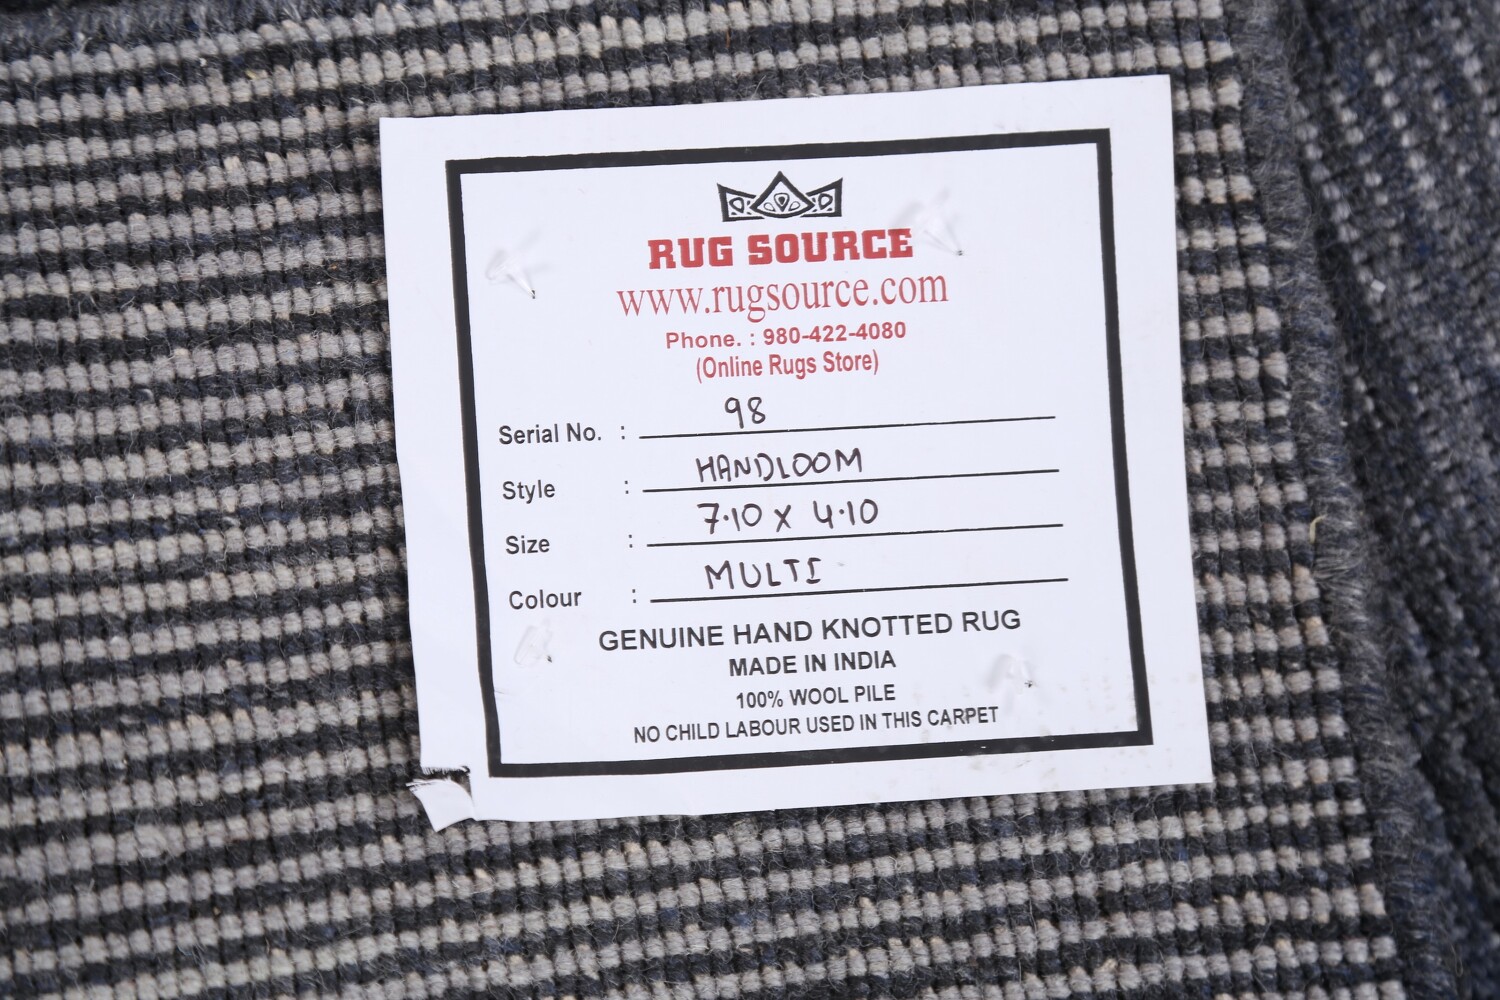 RUG SOURCE
www.rugsource.com
Phone. : 980-422-4080
(Online Rugs Store)
Serial No. : 98
Style : HANDLOOM
Size : 7.10 x 4.10
Colour : MULTI
GENUINE HAND KNOTTED RUG
MADE IN INDIA
100% WOOL PILE
NO CHILD LABOUR USED IN THIS CARPET